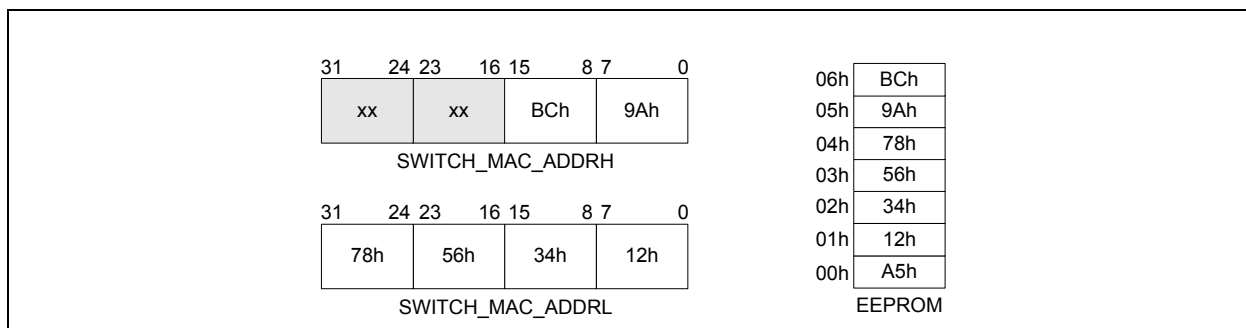 31 24 23 16 15 8 7 0
xx xx BCh 9Ah
SWITCH_MAC_ADDRH
31 24 23 16 15 8 7 0
78h 56h 34h 12h
SWITCH_MAC_ADDRL
06h BCh
05h 9Ah
04h 78h
03h 56h
02h 34h
01h 12h
00h A5h
EEPROM